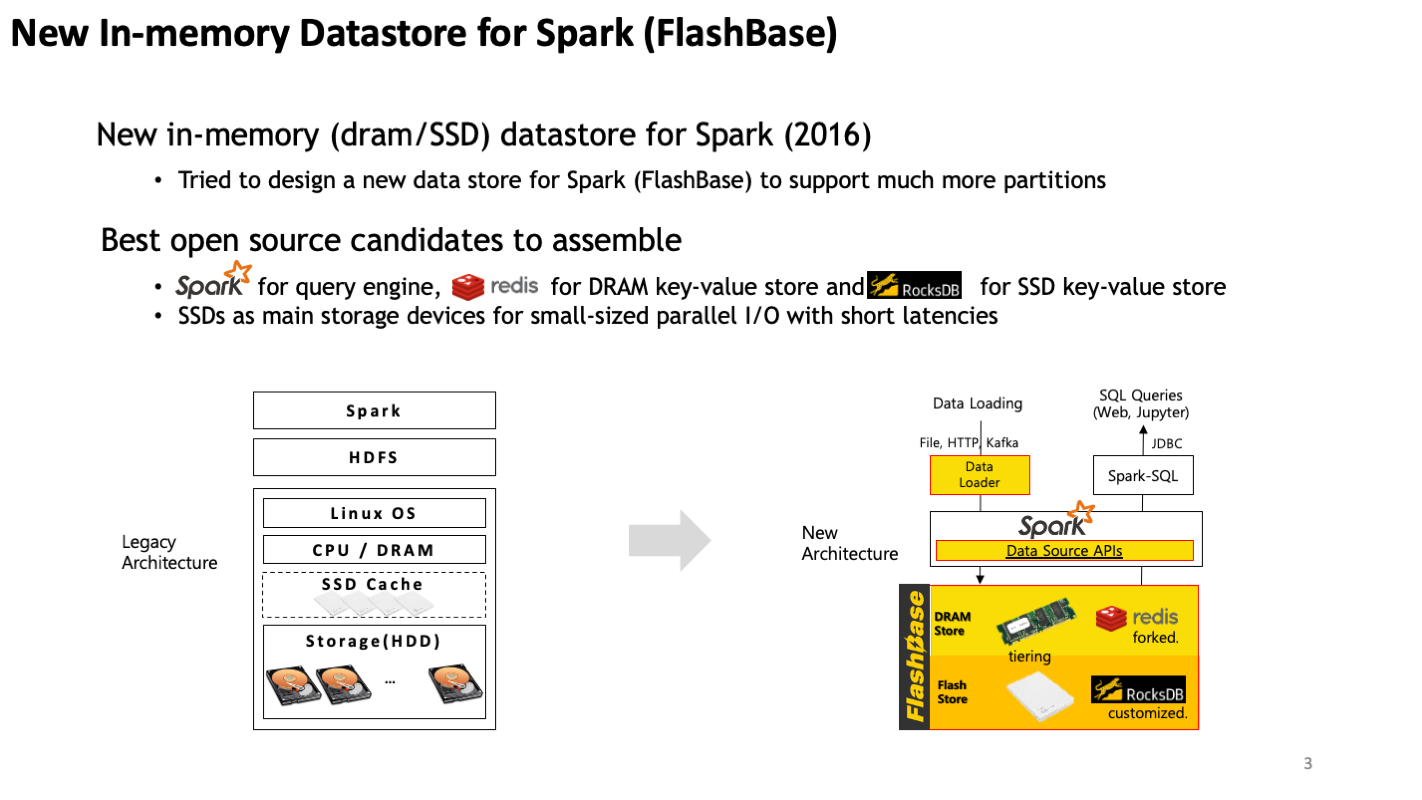 New In-memory Datastore for Spark (FlashBase)
New in-memory (dram/SSD) datastore for Spark (2016)
• Tried to design a new data store for Spark (FlashBase) to support much more partitions
Best open source candidates to assemble
• Spark for query engine, redis for DRAM key-value store and RocksDB for SSD key-value store
• SSDs as main storage devices for small-sized parallel I/O with short latencies
Legacy
Architecture
Spark
HDFS
Linux OS
CPU / DRAM
SSD Cache
Storage(HDD)
...
New
Architecture
Data Loading
File, HTTP, Kafka
Data
Loader
SQL Queries
(Web, Jupyter)
JDBC
Spark-SQL
Spark
Data Source APIs
FlashBase
DRAM
Store
tiering
redis
forked.
Flash
Store
RocksDB
customized.
3